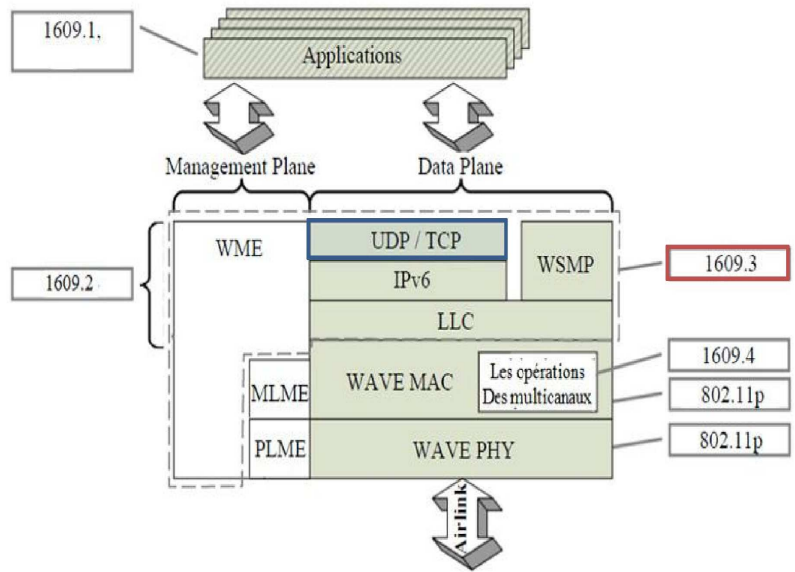 1609.1,
Applications
Management Plane
Data Plane
WME
UDP / TCP
WSMP
1609.3
1609.2
IPv6
LLC
1609.4
WAVE MAC
Les cpérations
Des multicanaux
MLME
802.11p
PLME
WAVE PHY
802.11p
Airlink